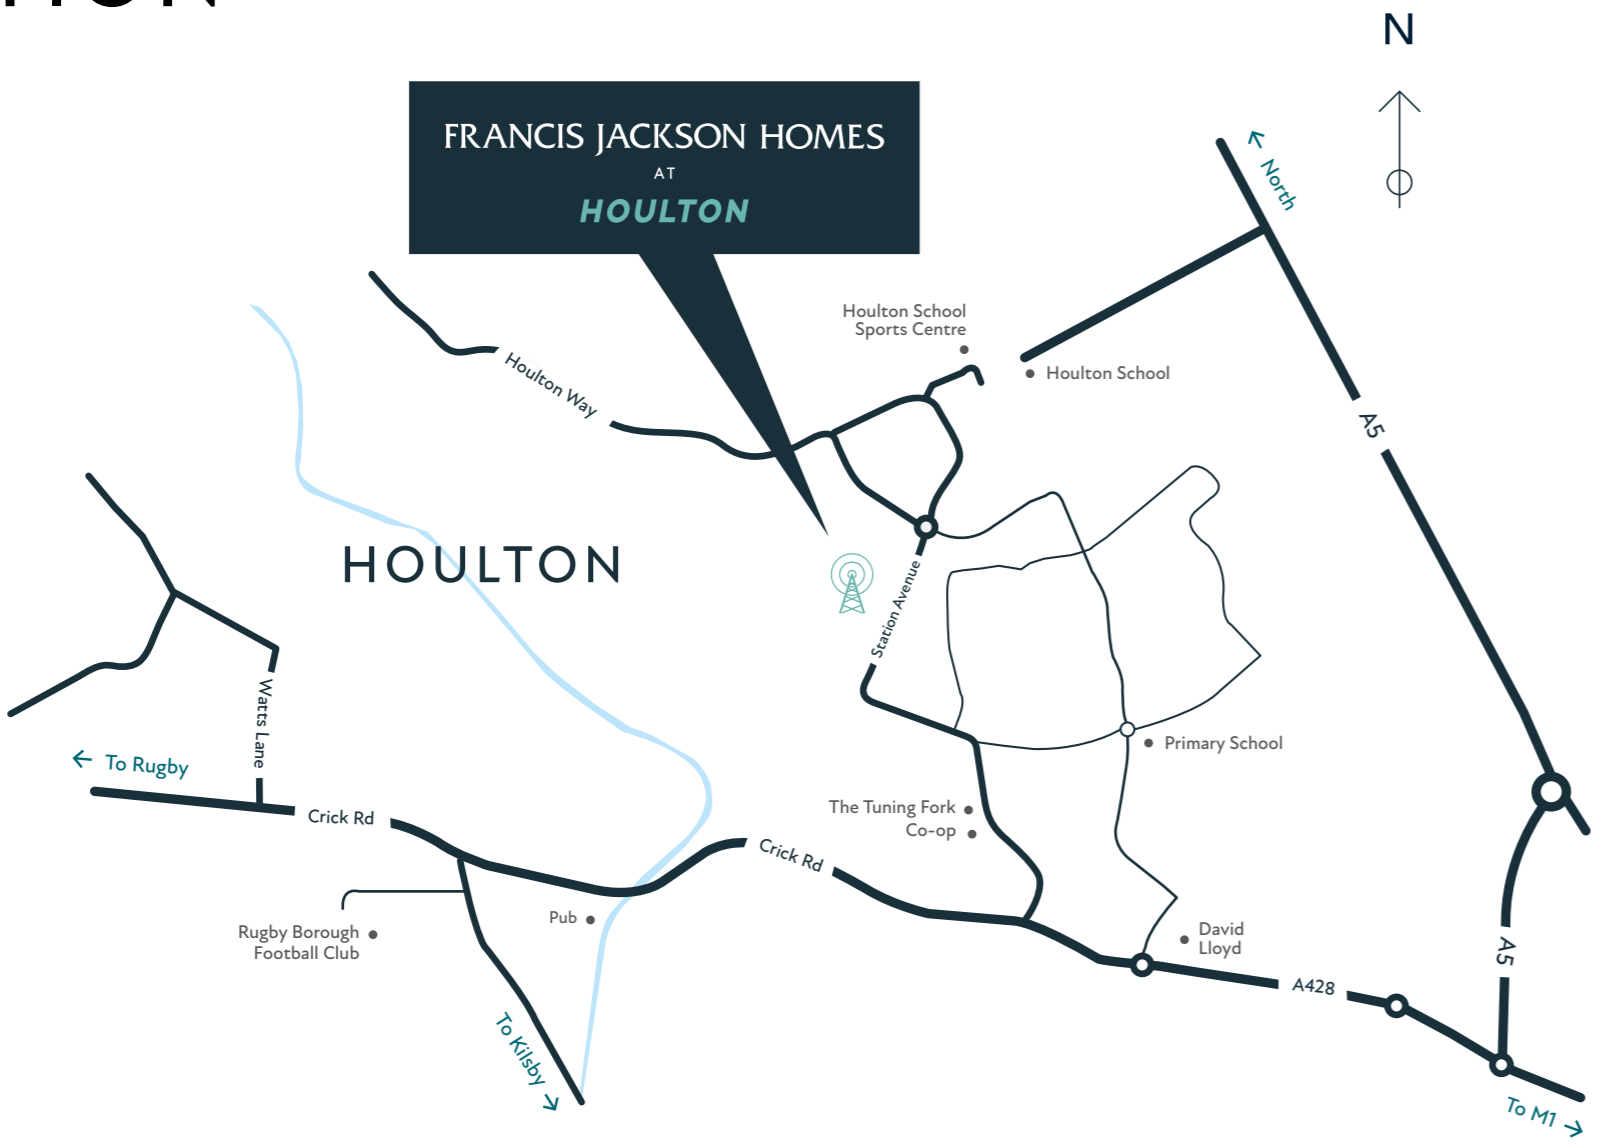 N
FRANCIS JACKSON HOMES
AT
HOULTON
← North
Houlton School
Sports Centre
Houlton School
Houlton Way
A5
HOULTON
Station Avenue
Watts Lane
← To Rugby
Primary School
Crick Rd
The Tuning Fork
Co-op
Crick Rd
Pub
Rugby Borough
Football Club
David
Lloyd
A5
A428
To Kilsby →
To M1 →